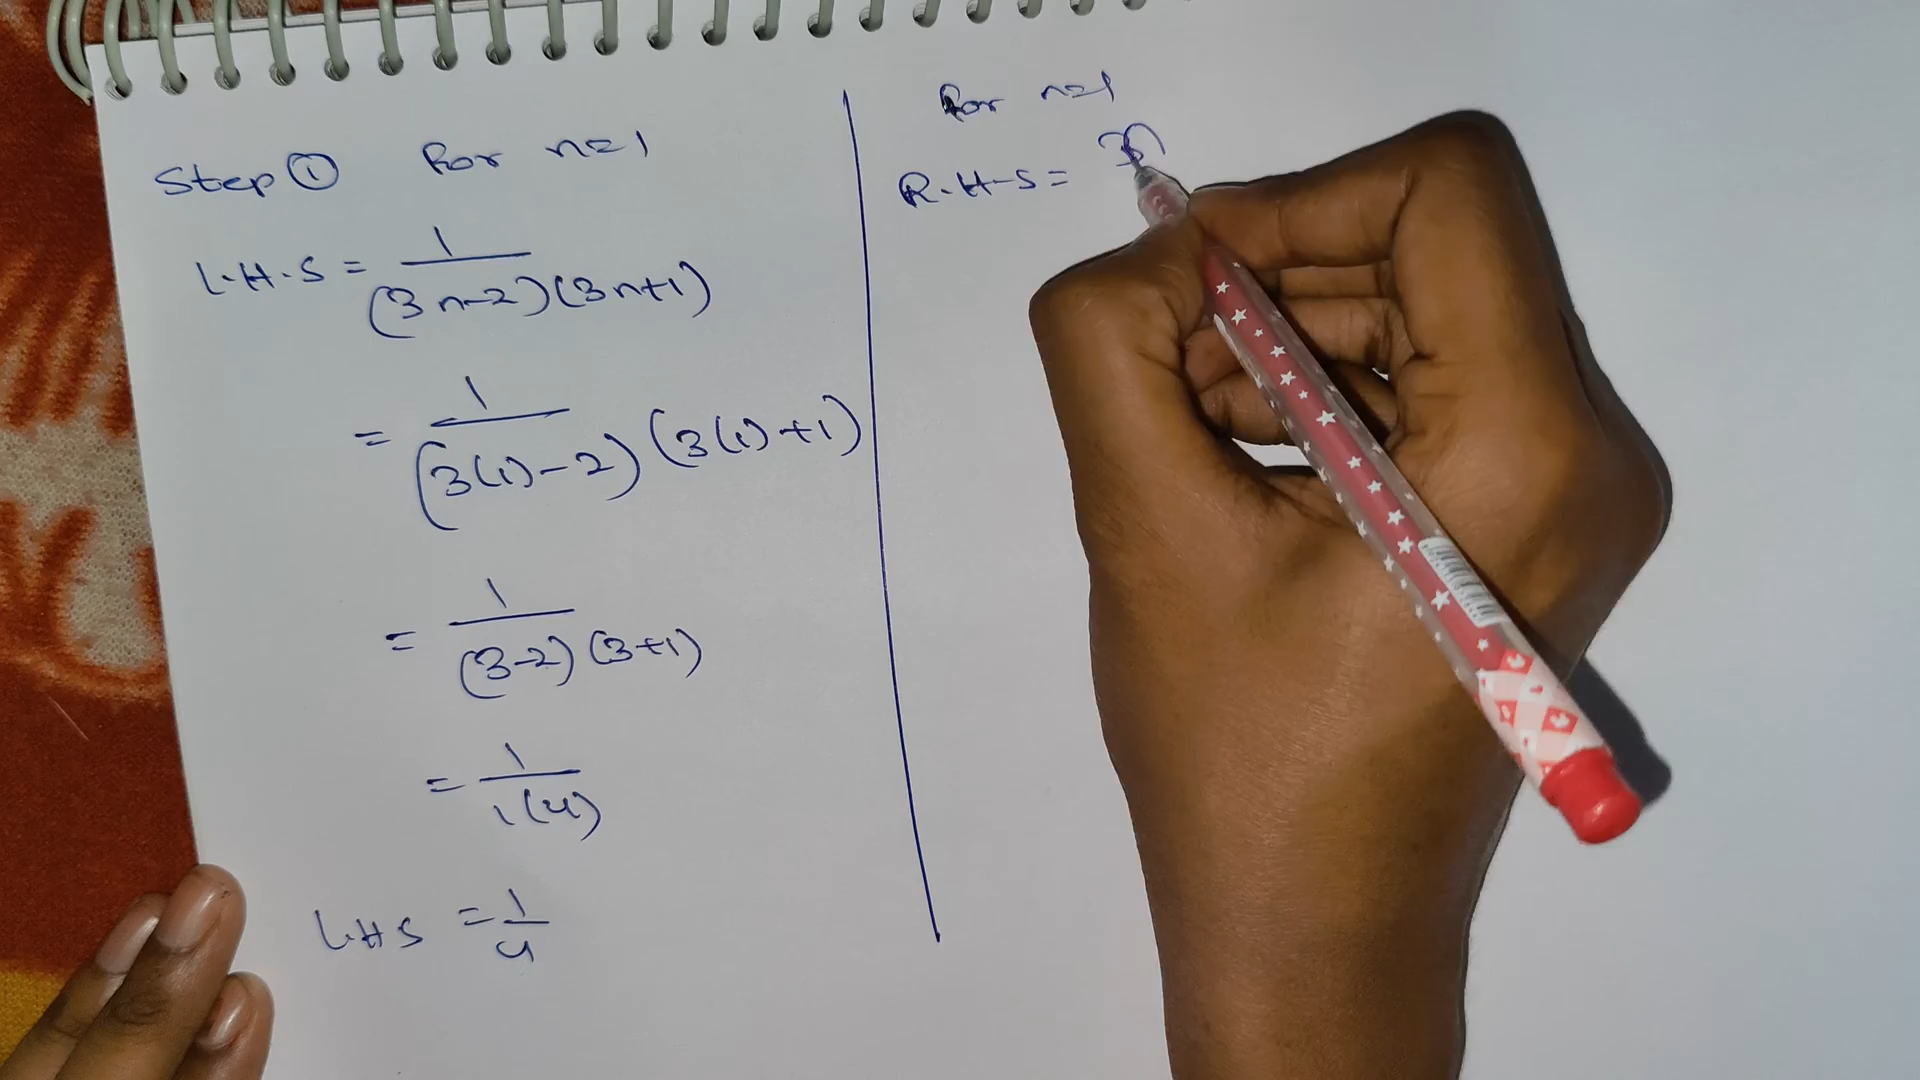 Step ① for n=1
L.H.S = 1/(3n-2)(3n+1)
= 1/(3(1)-2)(3(1)+1)
= 1/(3-2)(3+1)
= 1/1(4)
L.H.S = 1/4
for n=1
R.H.S =